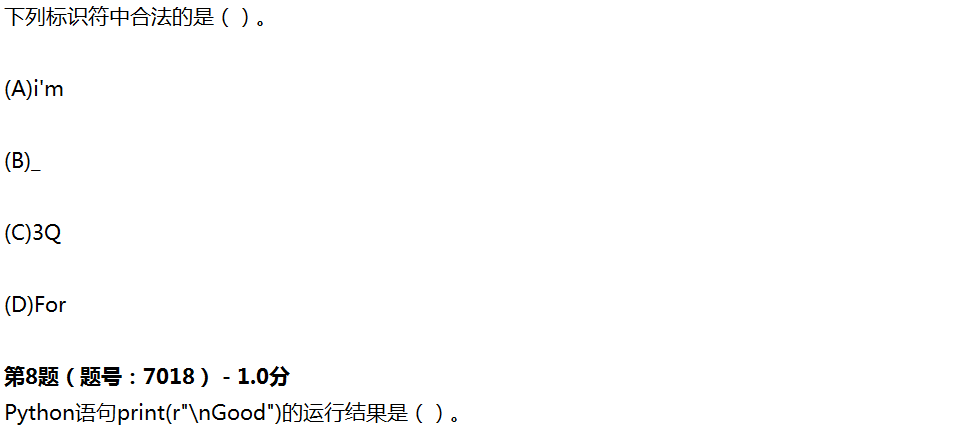 下列标识符中合法的是（ ）。
(A)i'm
(B)_
(C)3Q
(D)For
第8题（题号：7018） - 1.0分
Python语句print(r"\nGood")的运行结果是（ ）。